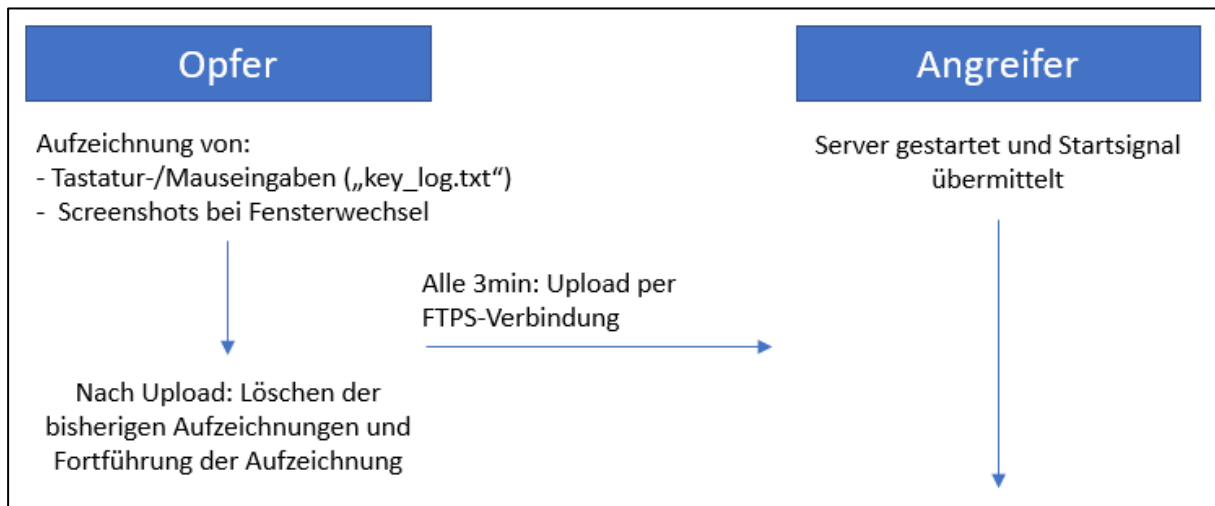 Opfer
Angreifer
Aufzeichnung von:
- Tastatur-/Mauseingaben („key_log.txt“)
- Screenshots bei Fensterwechsel
Server gestartet und Startsignal
übermittelt
Alle 3min: Upload per
FTPS-Verbindung
Nach Upload: Löschen der
bisherigen Aufzeichnungen und
Fortführung der Aufzeichnung